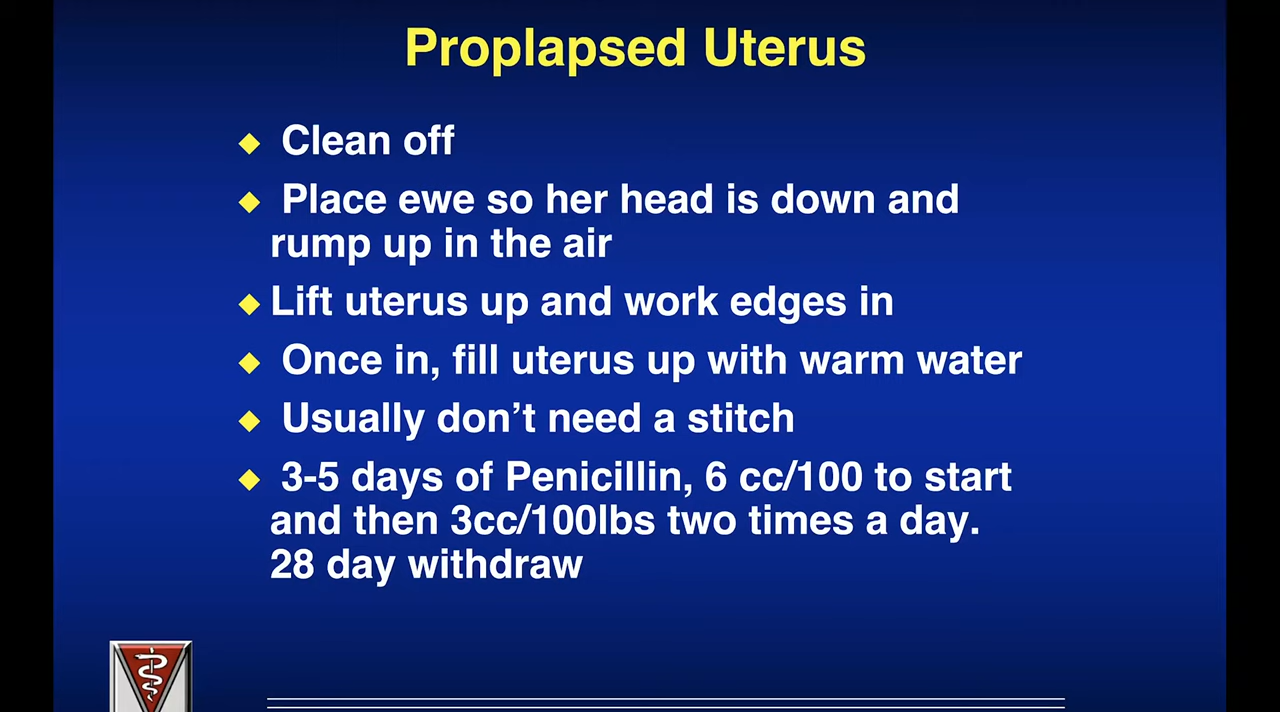 Proplapsed Uterus
◆ Clean off
◆ Place ewe so her head is down and
rump up in the air
◆ Lift uterus up and work edges in
◆ Once in, fill uterus up with warm water
◆ Usually don’t need a stitch
◆ 3-5 days of Penicillin, 6 cc/100 to start
and then 3cc/100lbs two times a day.
28 day withdraw